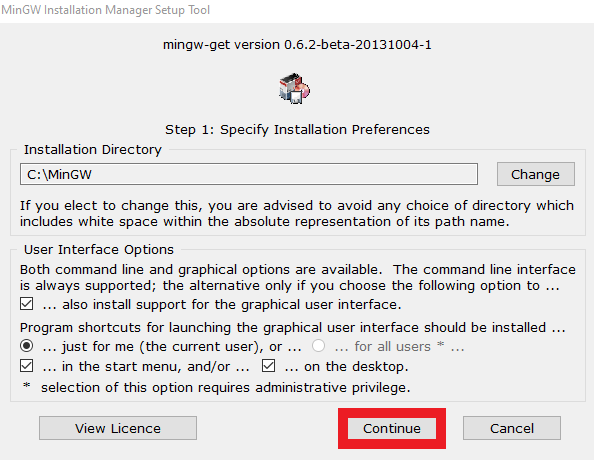 MinGW Installation Manager Setup Tool
mingw-get version 0.6.2-beta-20131004-1
Step 1: Specify Installation Preferences
Installation Directory
C:\MinGW
Change
If you elect to change this, you are advised to avoid any choice of directory which
includes white space within the absolute representation of its path name.
User Interface Options
Both command line and graphical options are available.  The command line interface
is always supported; the alternative only if you choose the following option to ...
... also install support for the graphical user interface.
Program shortcuts for launching the graphical user interface should be installed ...
... just for me (the current user), or ... ... for all users * ...
... in the start menu, and/or ... ... on the desktop.
* selection of this option requires administrative privilege.
View Licence Continue Cancel